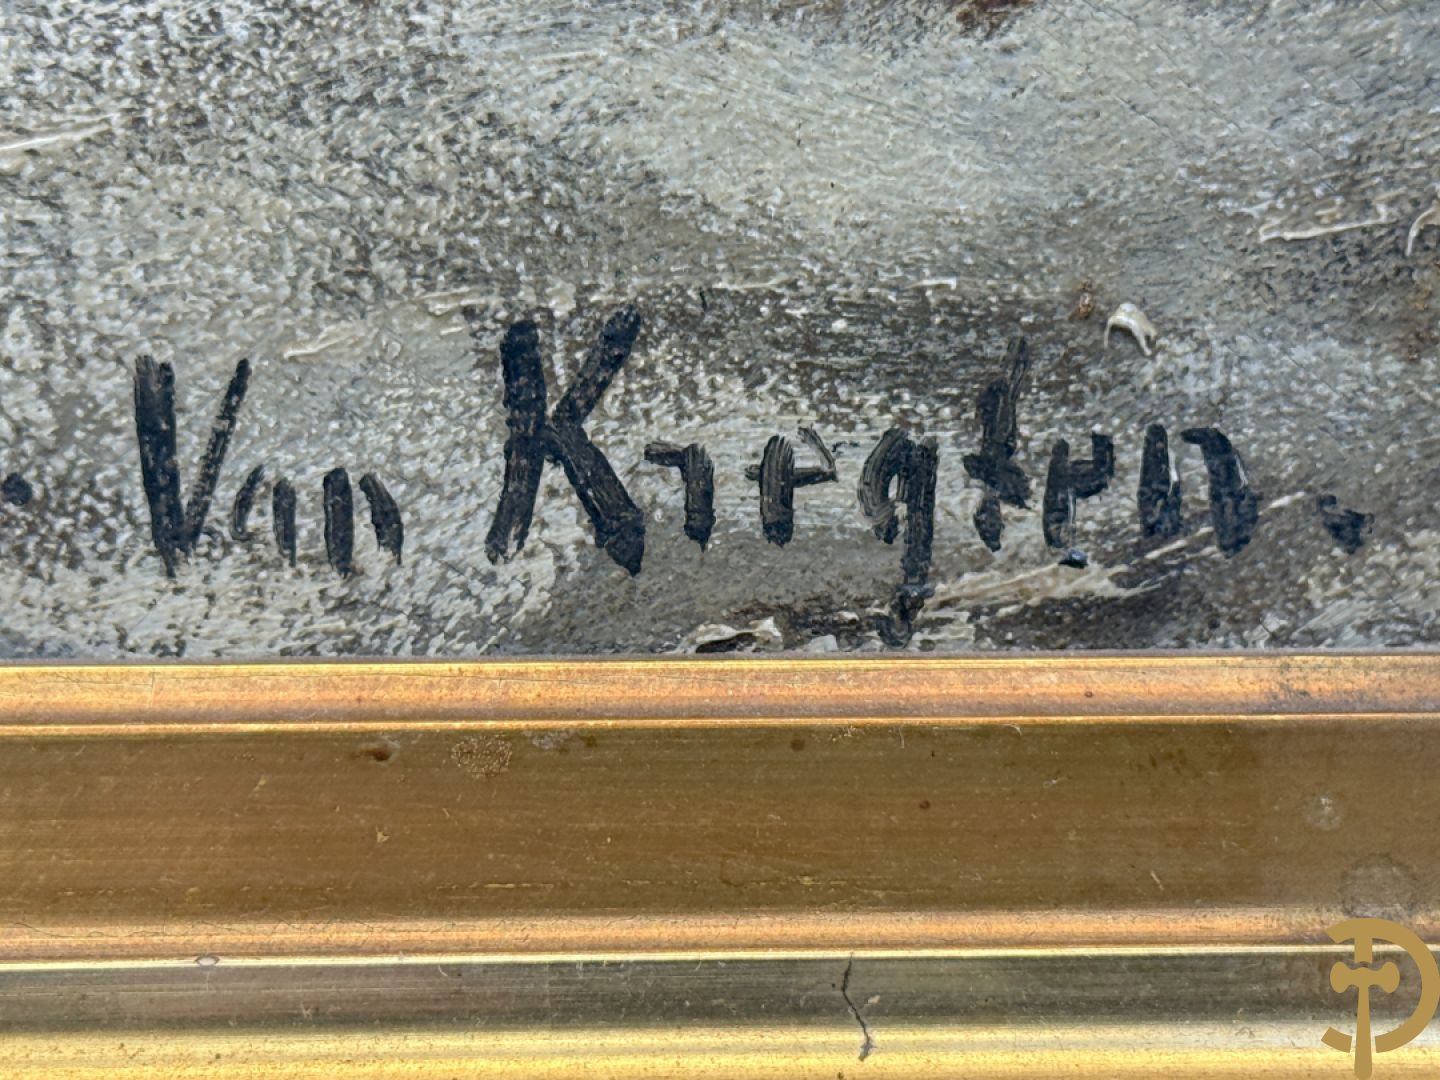 . Van Kregten.